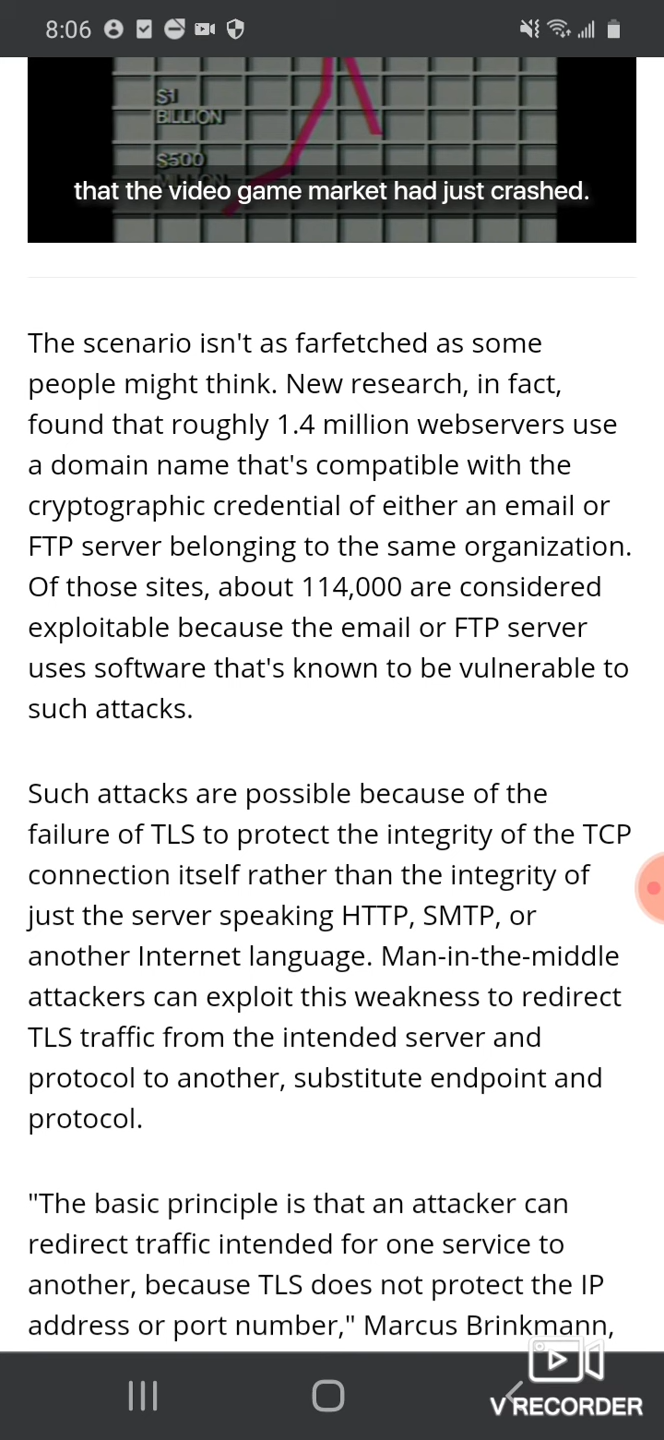 8:06
$1
BILLION
$500
that the video game market had just crashed.
The scenario isn't as farfetched as some
people might think. New research, in fact,
found that roughly 1.4 million webservers use
a domain name that's compatible with the
cryptographic credential of either an email or
FTP server belonging to the same organization.
Of those sites, about 114,000 are considered
exploitable because the email or FTP server
uses software that's known to be vulnerable to
such attacks.
Such attacks are possible because of the
failure of TLS to protect the integrity of the TCP
connection itself rather than the integrity of
just the server speaking HTTP, SMTP, or
another Internet language. Man-in-the-middle
attackers can exploit this weakness to redirect
TLS traffic from the intended server and
protocol to another, substitute endpoint and
protocol.
"The basic principle is that an attacker can
redirect traffic intended for one service to
another, because TLS does not protect the IP
address or port number," Marcus Brinkmann,
V RECORDER